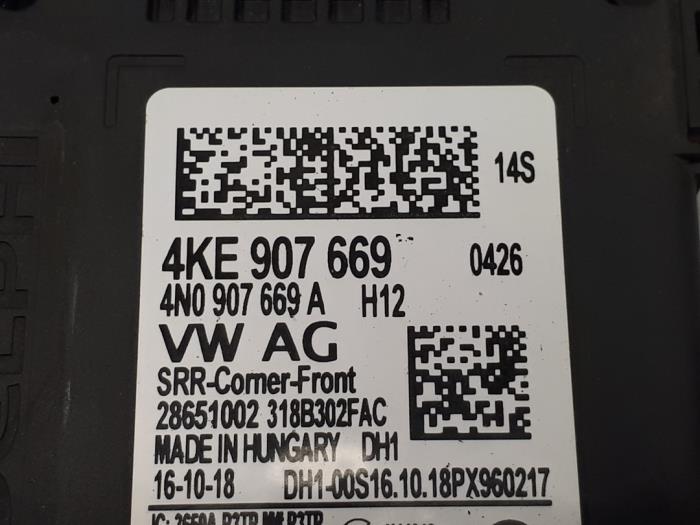 14S
4KE 907 669 0426
4N0 907 669 A H12
VW AG
SRR-Corner-Front
28651002 318B302FAC
MADE IN HUNGARY DH1
16-10-18 DH1-00S16.10.18PX960217
DELPHI